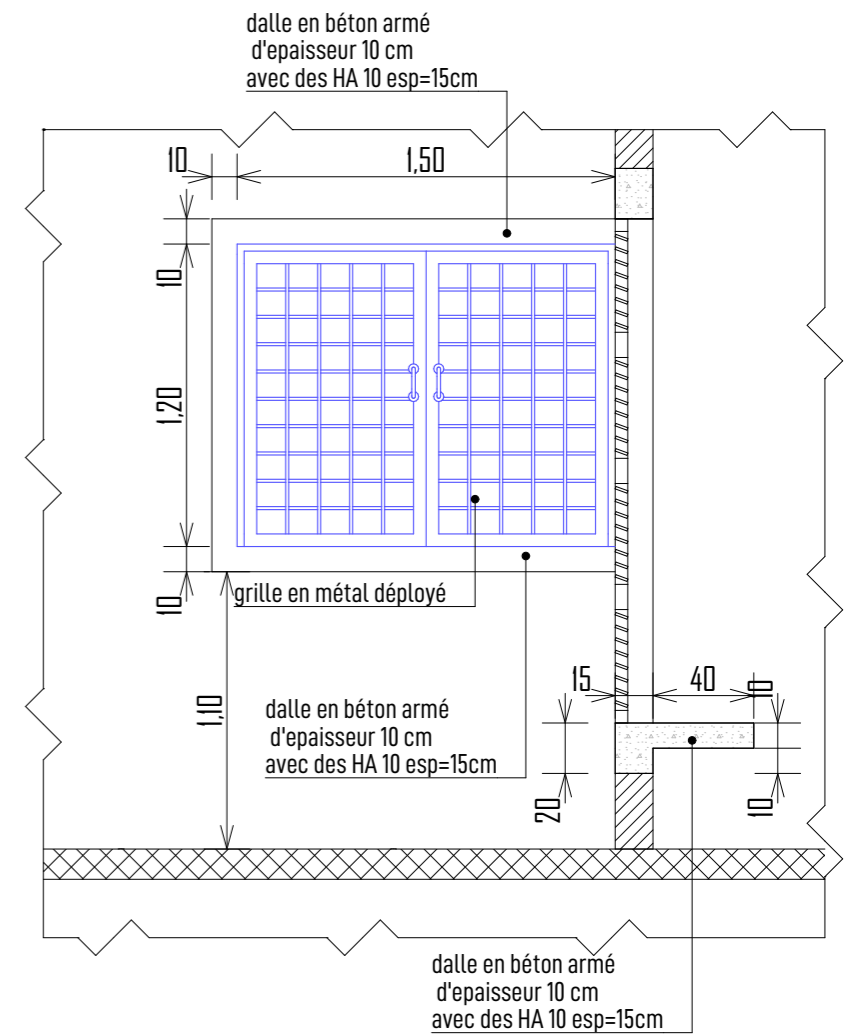 dalle en béton armé
d'epaisseur 10 cm
avec des HA 10 esp=15cm
10
1,50
10
1,20
10
grille en métal déployé
1,10
dalle en béton armé
d'epaisseur 10 cm
avec des HA 10 esp=15cm
15
40
10
20
10
dalle en béton armé
d'epaisseur 10 cm
avec des HA 10 esp=15cm